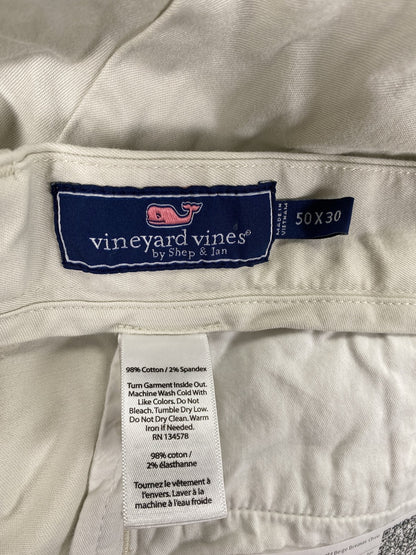 vineyard vines®
by Shep & Ian
MADE IN
VIETNAM
50 X 30
98% Cotton / 2% Spandex
Turn Garment Inside Out.
Machine Wash Cold With
Like Colors. Do Not
Bleach. Tumble Dry Low.
Do Not Dry Clean. Warm
Iron If Needed.
RN 134578
98% coton /
2% élasthanne
Tournez le vêtement à
l'envers. Laver à la
machine et chaud